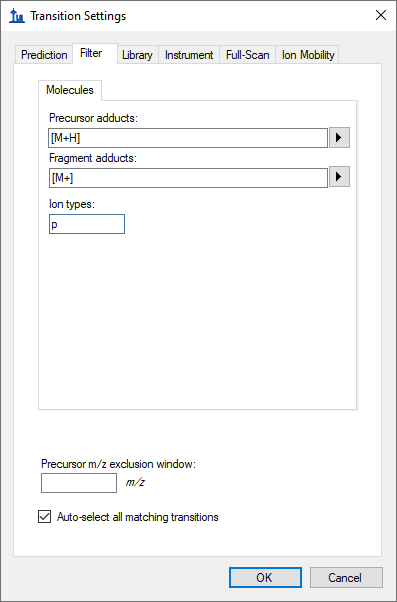 Transition Settings
Prediction Filter Library Instrument Full-Scan Ion Mobility
Molecules
Precursor adducts:
[M+H]
Fragment adducts:
[M+]
Ion types:
p
Precursor m/z exclusion window:
m/z
Auto-select all matching transitions
OK Cancel